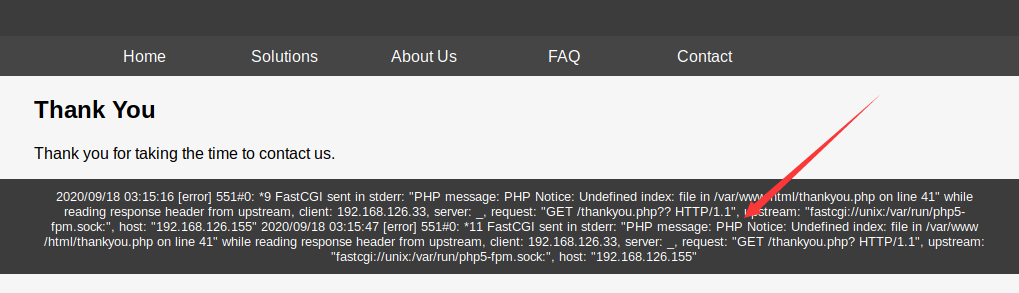 Home Solutions About Us FAQ Contact
Thank You
Thank you for taking the time to contact us.
2020/09/18 03:15:16 [error] 551#0: *9 FastCGI sent in stderr: "PHP message: PHP Notice: Undefined index: file in /var/www/html/thankyou.php on line 41" while
reading response header from upstream, client: 192.168.126.33, server: _, request: "GET /thankyou.php?? HTTP/1.1", upstream: "fastcgi://unix:/var/run/php5-
fpm.sock:", host: "192.168.126.155" 2020/09/18 03:15:47 [error] 551#0: *11 FastCGI sent in stderr: "PHP message: PHP Notice: Undefined index: file in /var/www
/html/thankyou.php on line 41" while reading response header from upstream, client: 192.168.126.33, server: _, request: "GET /thankyou.php? HTTP/1.1", upstream:
"fastcgi://unix:/var/run/php5-fpm.sock:", host: "192.168.126.155"